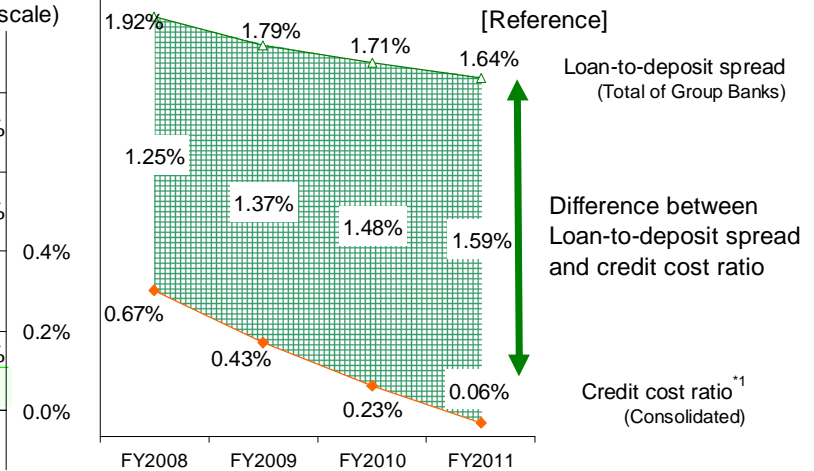 scale)
[Reference]
1.92%
1.79%
1.71%
1.64%
Loan-to-deposit spread
(Total of Group Banks)
1.25%
1.37%
1.48%
1.59%
Difference between
Loan-to-deposit spread
and credit cost ratio
0.4%
0.67%
0.2%
0.43%
0.23%
0.06%
Credit cost ratio*1
(Consolidated)
0.0%
FY2008
FY2009
FY2010
FY2011